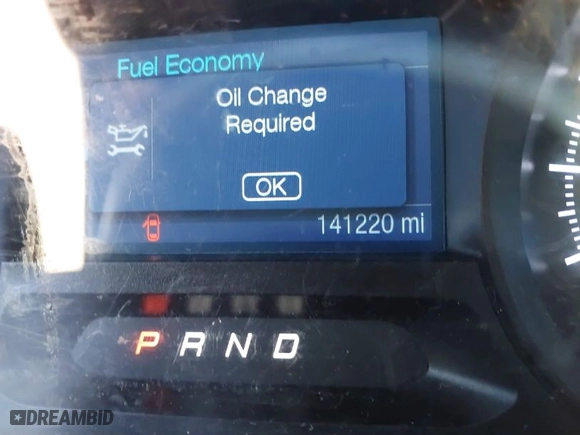 Fuel Economy
Oil Change
Required
OK
141220 mi
P R N D
DREAMBID